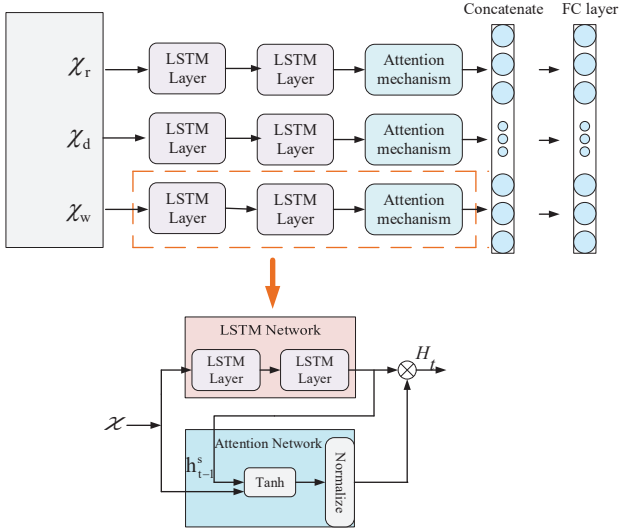 Concatenate FC layer
χr LSTM Layer LSTM Layer Attention mechanism
χd LSTM Layer LSTM Layer Attention mechanism
χw LSTM Layer LSTM Layer Attention mechanism
LSTM Network
LSTM Layer LSTM Layer
Ht
x
Attention Network
h^s_{t-1}
Tanh
Normalize